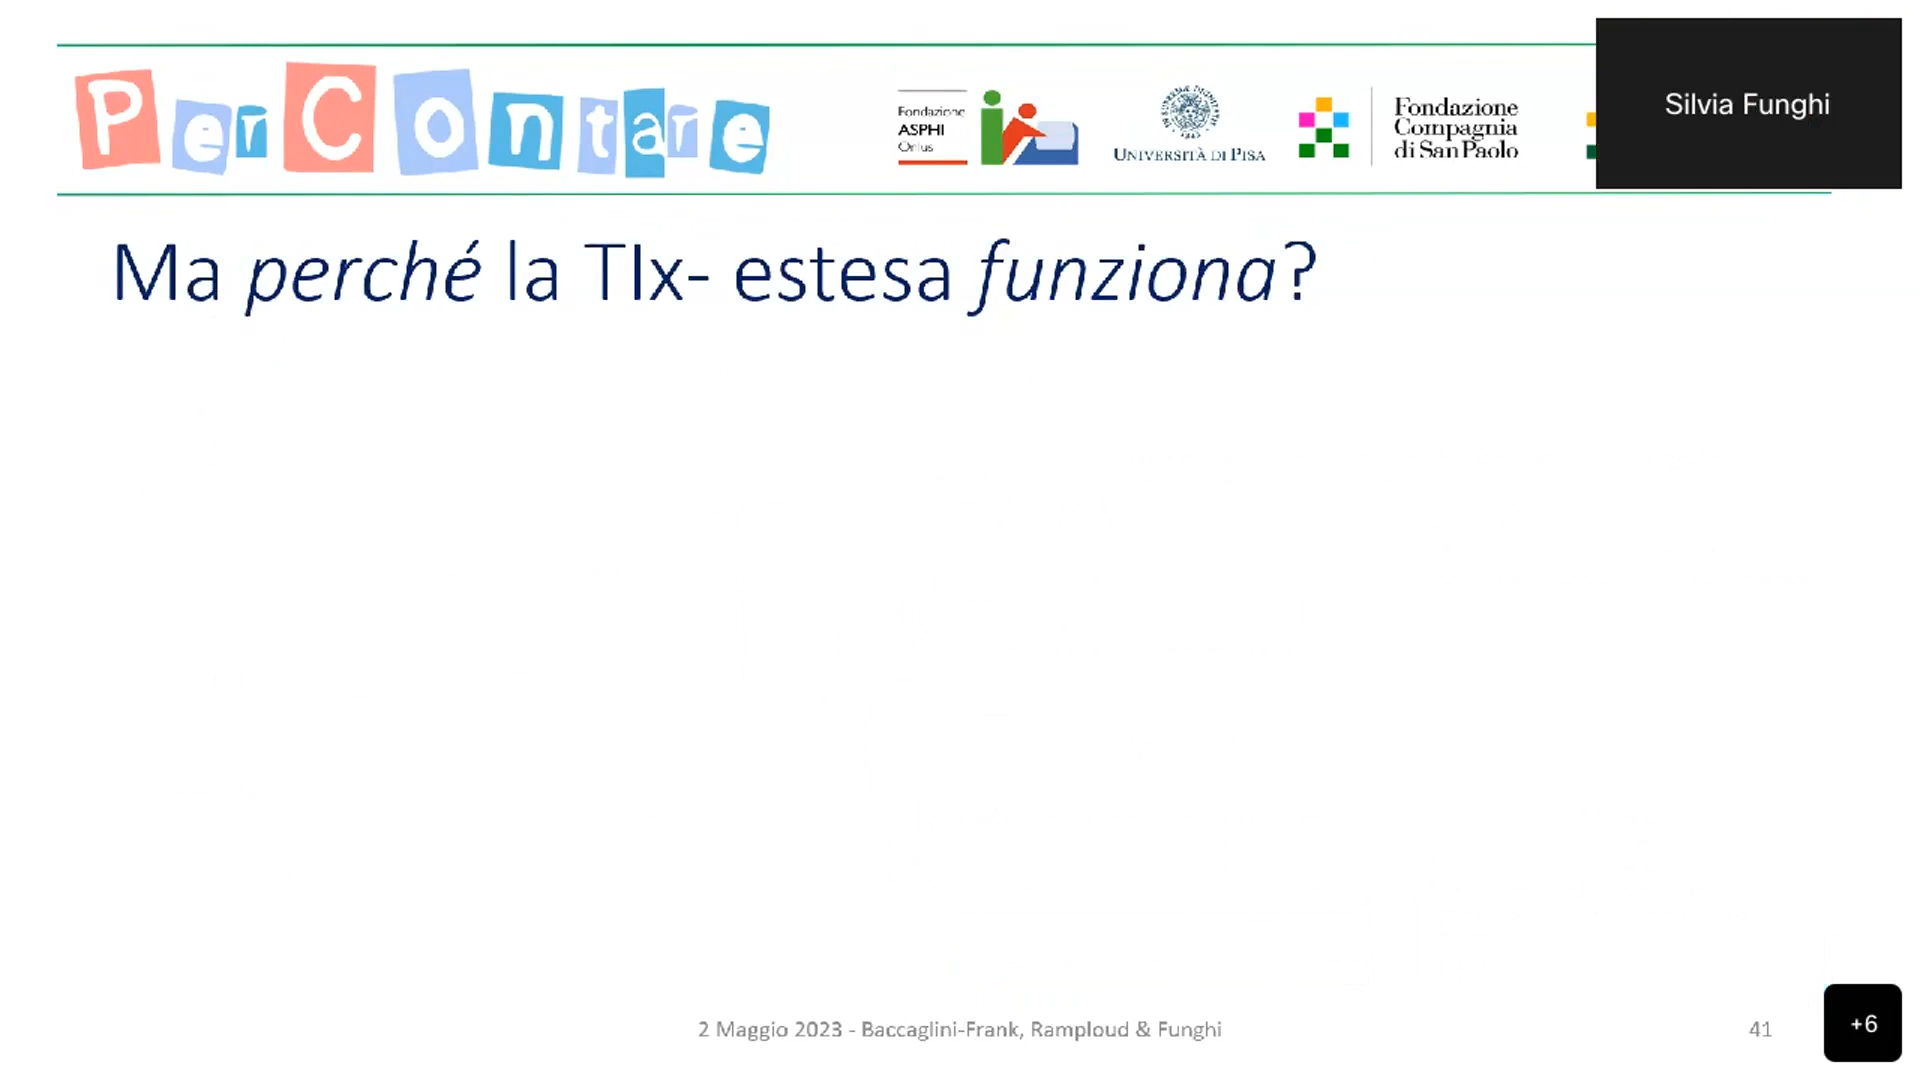 PerContare
Fondazione
ASPHI
Onlus
UNIVERSITÀ DI PISA
Fondazione
Compagnia
di San Paolo
Silvia Funghi
Ma perché la TIx- estesa funziona?
2 Maggio 2023 - Baccaglini-Frank, Ramploud & Funghi
41
+6